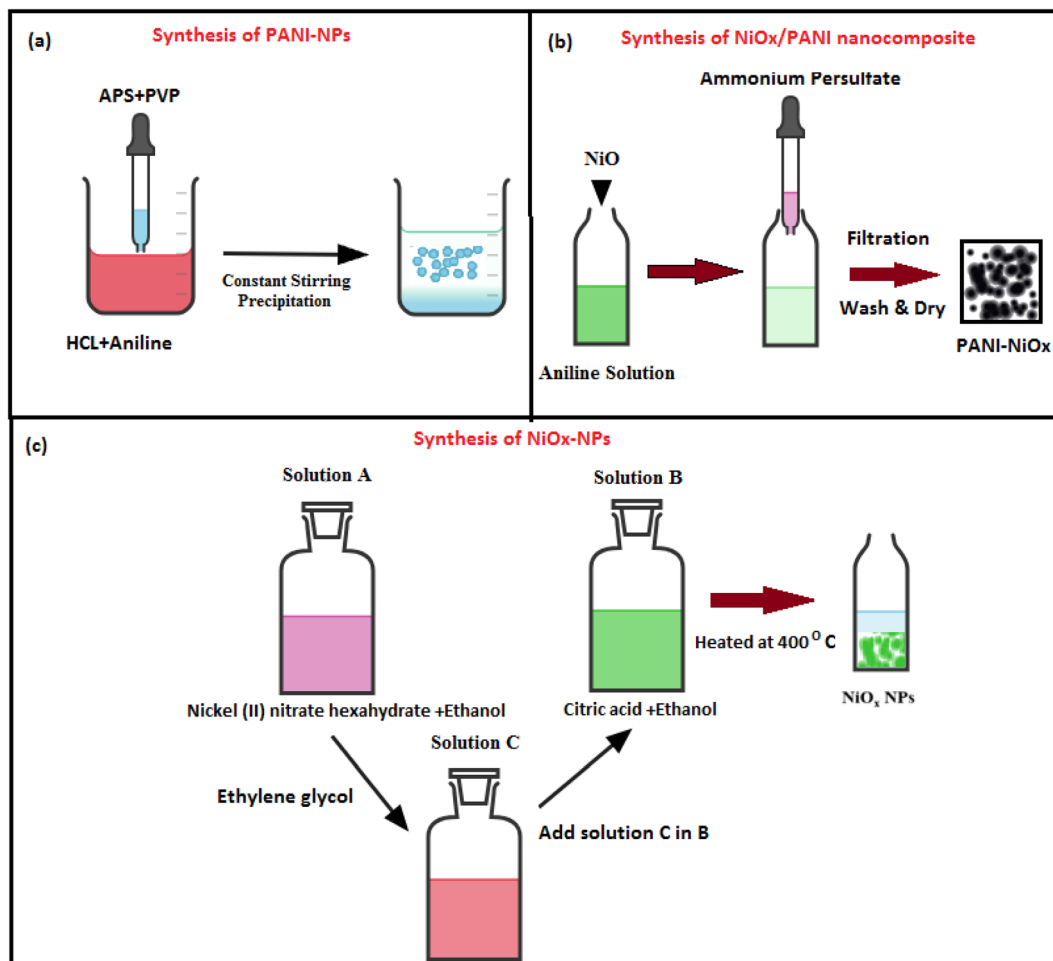 (a)
Synthesis of PANI-NPs
APS+PVP
Constant Stirring
Precipitation
HCL+Aniline
(b)
Synthesis of NiOx/PANI nanocomposite
Ammonium Persulfate
NiO
Filtration
Wash & Dry
Aniline Solution
PANI-NiOx
(c)
Synthesis of NiOx-NPs
Solution A
Solution B
Heated at 400⁰ C
NiOₓ NPs
Nickel (II) nitrate hexahydrate +Ethanol
Citric acid +Ethanol
Solution C
Ethylene glycol
Add solution C in B